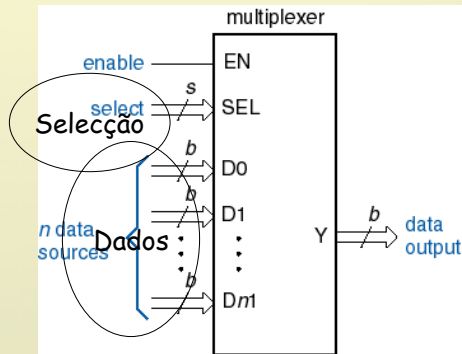 multiplexer
enable
EN
s
select
SEL
Selecção
b
D0
b
D1
n data
sources
Dados
Y
b
data
output
b
Dn1